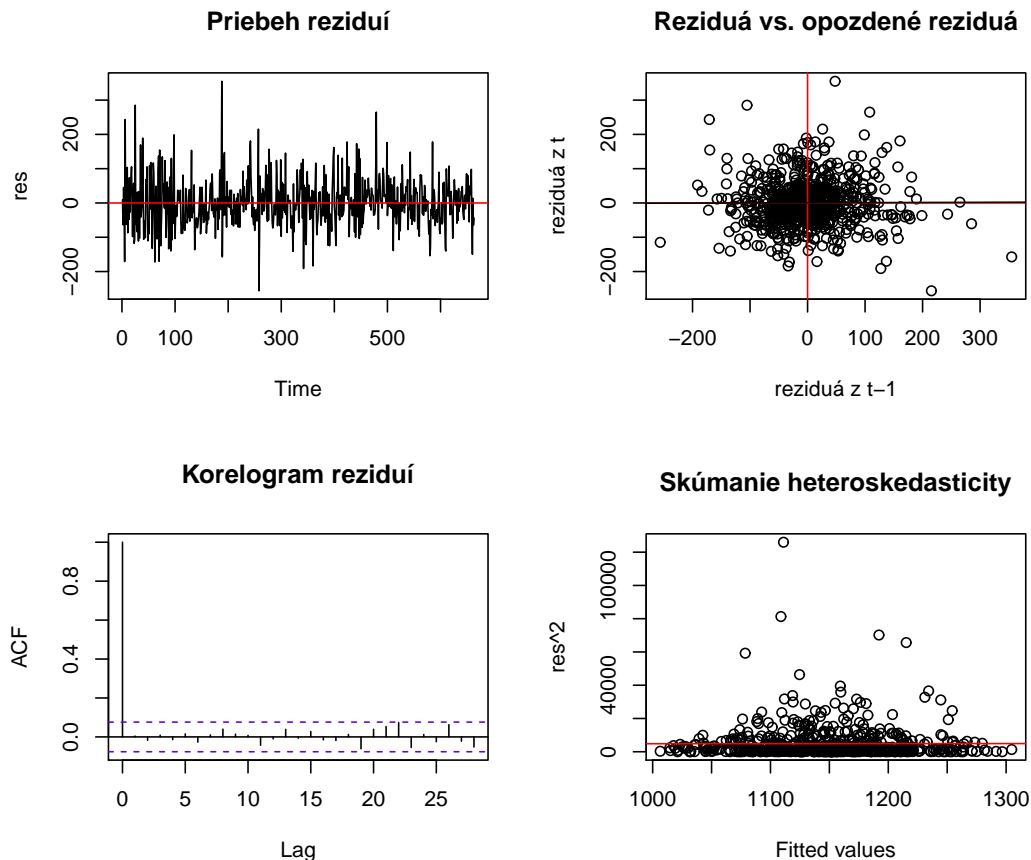 Priebeh reziduí
res
−200 0 200
0 100 300 500
Time
Reziduá vs. opozdené reziduá
reziduá z t
−200 0 200
−200 0 100 200 300
reziduá z t−1
Korelogram reziduí
ACF
0.0 0.4 0.8
0 5 10 15 20 25
Lag
Skúmanie heteroskedasticity
res^2
0 40000 100000
1000 1100 1200 1300
Fitted values